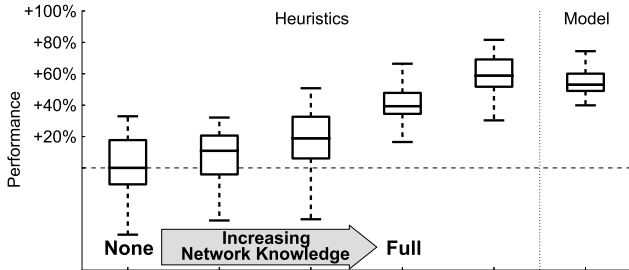 Heuristics
Model
Performance
+100%
+80%
+60%
+40%
+20%
None
Increasing
Network Knowledge
Full